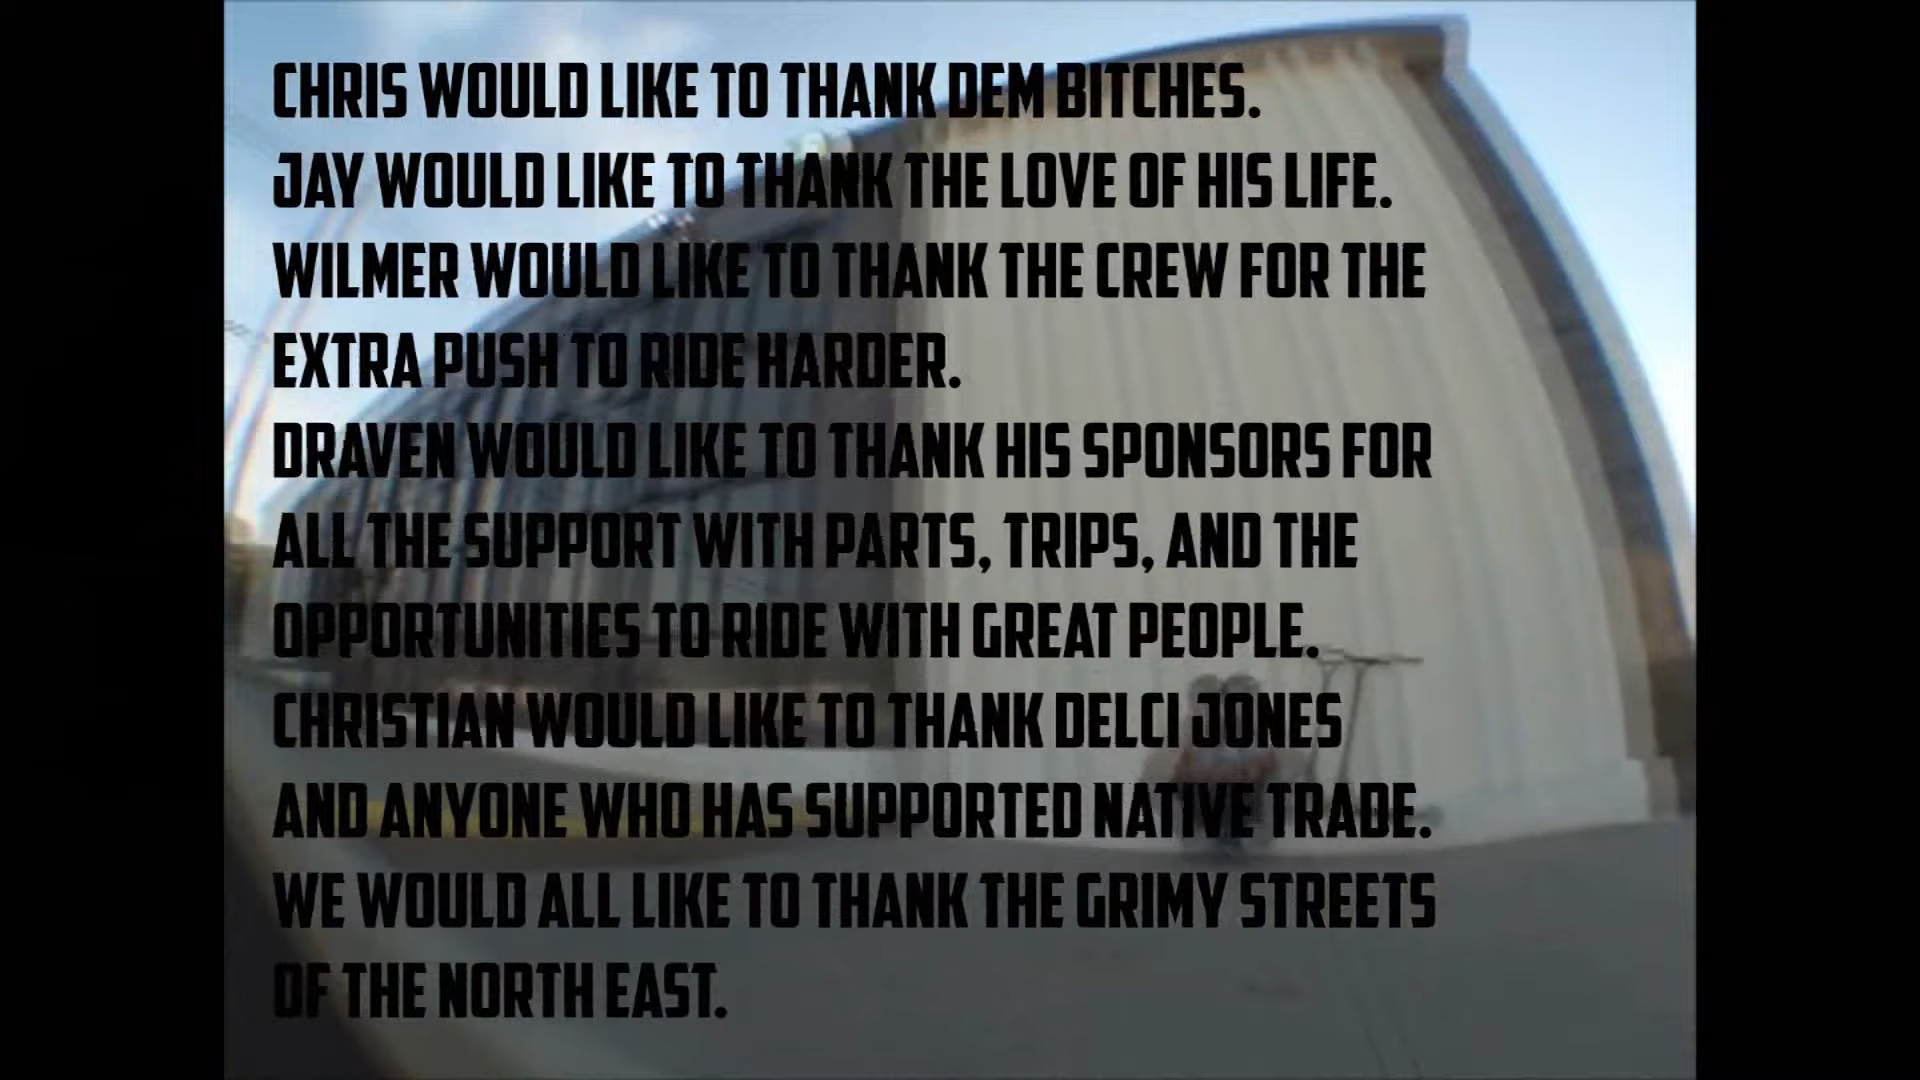 CHRIS WOULD LIKE TO THANK DEM BITCHES.
JAY WOULD LIKE TO THANK THE LOVE OF HIS LIFE.
WILMER WOULD LIKE TO THANK THE CREW FOR THE
EXTRA PUSH TO RIDE HARDER.
DRAVEN WOULD LIKE TO THANK HIS SPONSORS FOR
ALL THE SUPPORT WITH PARTS, TRIPS, AND THE
OPPORTUNITIES TO RIDE WITH GREAT PEOPLE.
CHRISTIAN WOULD LIKE TO THANK DELCI JONES
AND ANYONE WHO HAS SUPPORTED NATIVE TRADE.
WE WOULD ALL LIKE TO THANK THE GRIMY STREETS
OF THE NORTH EAST.